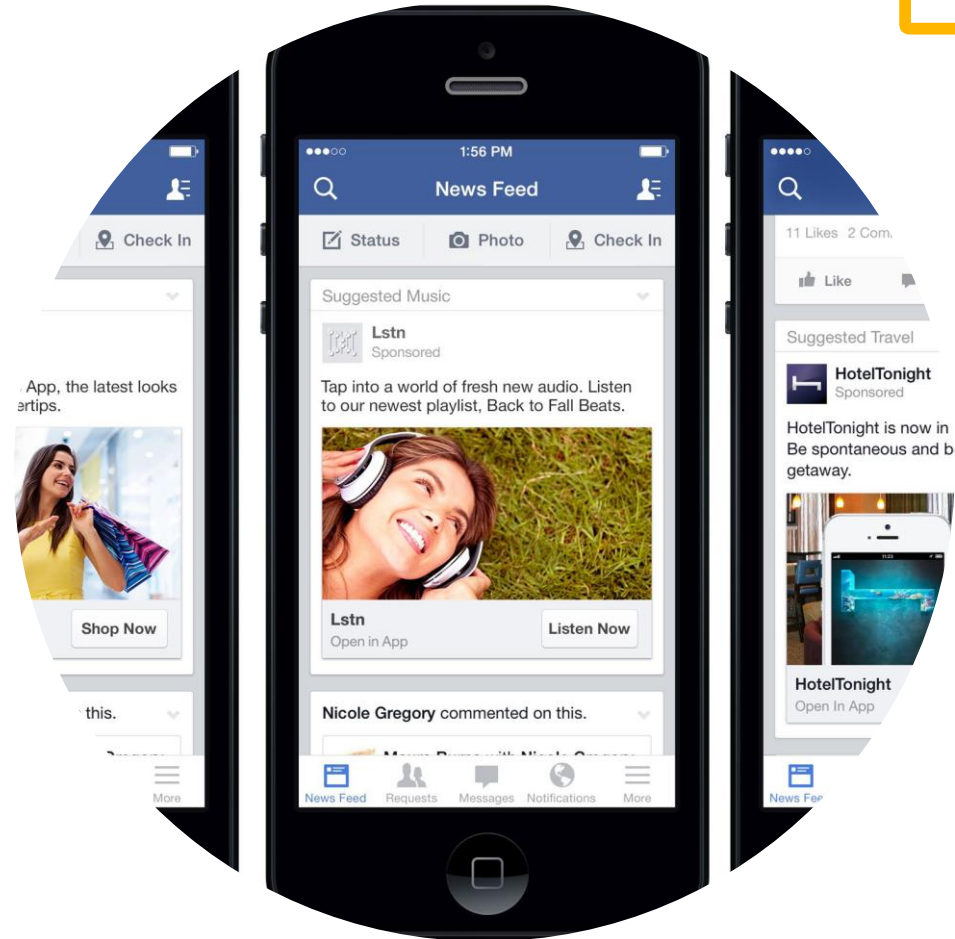 Check In
App, the latest looks
Shop Now
this.
More
1:56 PM
News Feed
Status Photo Check In
Suggested Music
Lstn
Sponsored
Tap into a world of fresh new audio. Listen
to our newest playlist, Back to Fall Beats.
Lstn
Open in App
Listen Now
Nicole Gregory commented on this.
News Feed Requests Messages Notifications More
11 Likes 2 Com.
Like
Suggested Travel
HotelTonight
Sponsored
HotelTonight is now in
Be spontaneous and b
getaway.
11:23
HotelTonight
Open In App
News